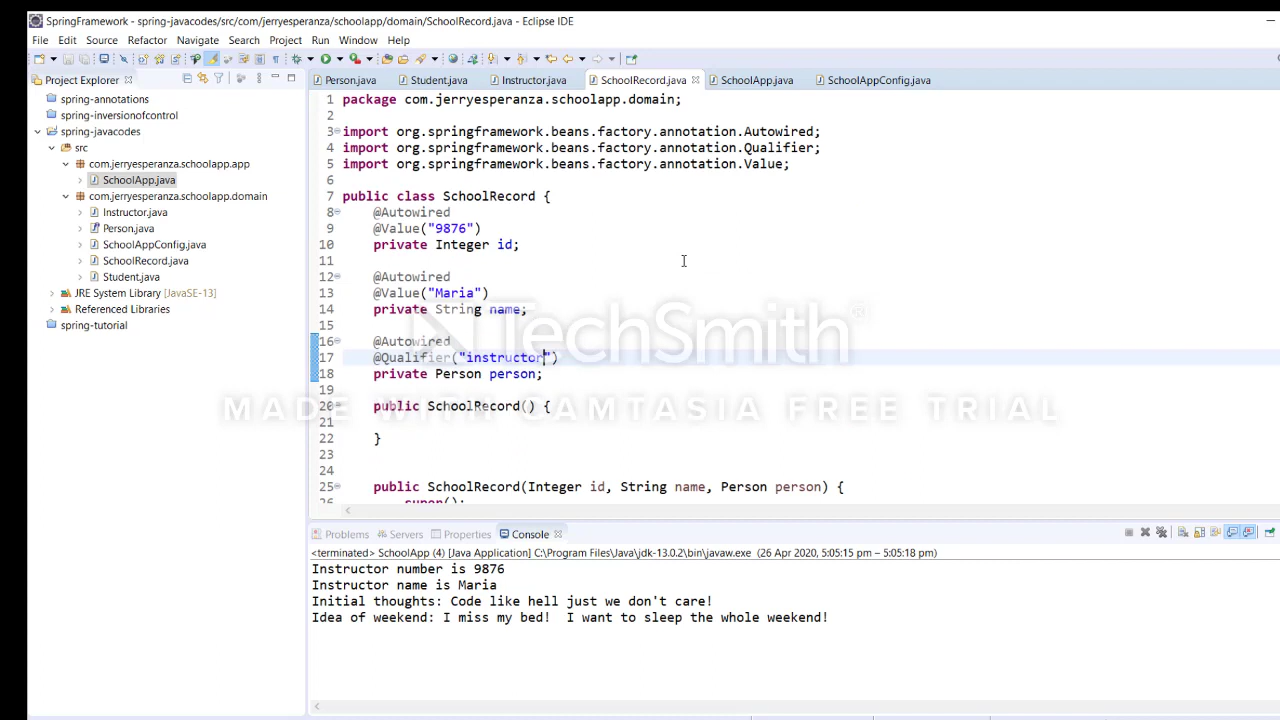 SpringFramework - spring-javacodes/src/com/jerryesperanza/schoolapp/domain/SchoolRecord.java - Eclipse IDE
File Edit Source Refactor Navigate Search Project Run Window Help
Project Explorer
Person.java Student.java Instructor.java SchoolRecord.java SchoolApp.java SchoolAppConfig.java
spring-annotations
spring-inversionofcontrol
spring-javacodes
src
com.jerryesperanza.schoolapp.app
SchoolApp.java
com.jerryesperanza.schoolapp.domain
Instructor.java
Person.java
SchoolAppConfig.java
SchoolRecord.java
Student.java
JRE System Library [JavaSE-13]
Referenced Libraries
spring-tutorial
1 package com.jerryesperanza.schoolapp.domain;
2
3 import org.springframework.beans.factory.annotation.Autowired;
4 import org.springframework.beans.factory.annotation.Qualifier;
5 import org.springframework.beans.factory.annotation.Value;
6
7 public class SchoolRecord {
8 @Autowired
9 @Value("9876")
10 private Integer id;
11
12 @Autowired
13 @Value("Maria")
14 private String name;
15
16 @Autowired
17 @Qualifier("instructor")
18 private Person person;
19
20 public SchoolRecord() {
21
22 }
23
24
25 public SchoolRecord(Integer id, String name, Person person) {
26 super();
TechSmith®
MADE WITH CAMTASIA FREE TRIAL
Problems Servers Properties Console
<terminated> SchoolApp (4) [Java Application] C:\Program Files\Java\jdk-13.0.2\bin\javaw.exe (26 Apr 2020, 5:05:15 pm – 5:05:18 pm)
Instructor number is 9876
Instructor name is Maria
Initial thoughts: Code like hell just we don't care!
Idea of weekend: I miss my bed!  I want to sleep the whole weekend!